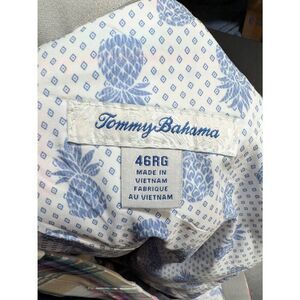 Tommy Bahama
46RG
MADE IN
VIETNAM
FABRIQUE
AU VIETNAM